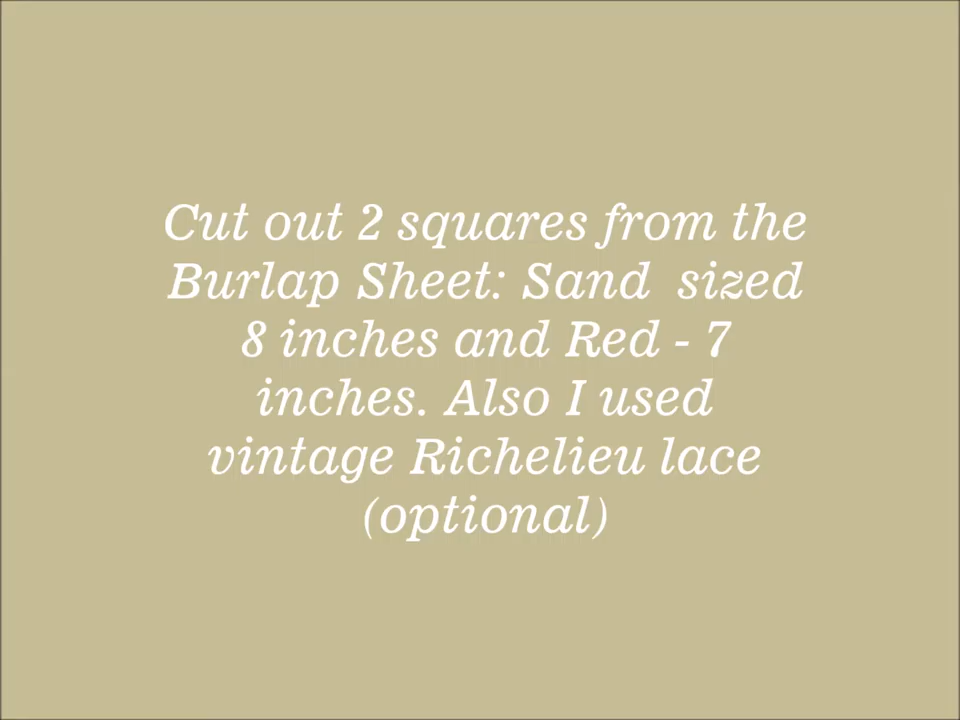 Cut out 2 squares from the
Burlap Sheet: Sand  sized
8 inches and Red - 7
inches. Also I used
vintage Richelieu lace
(optional)